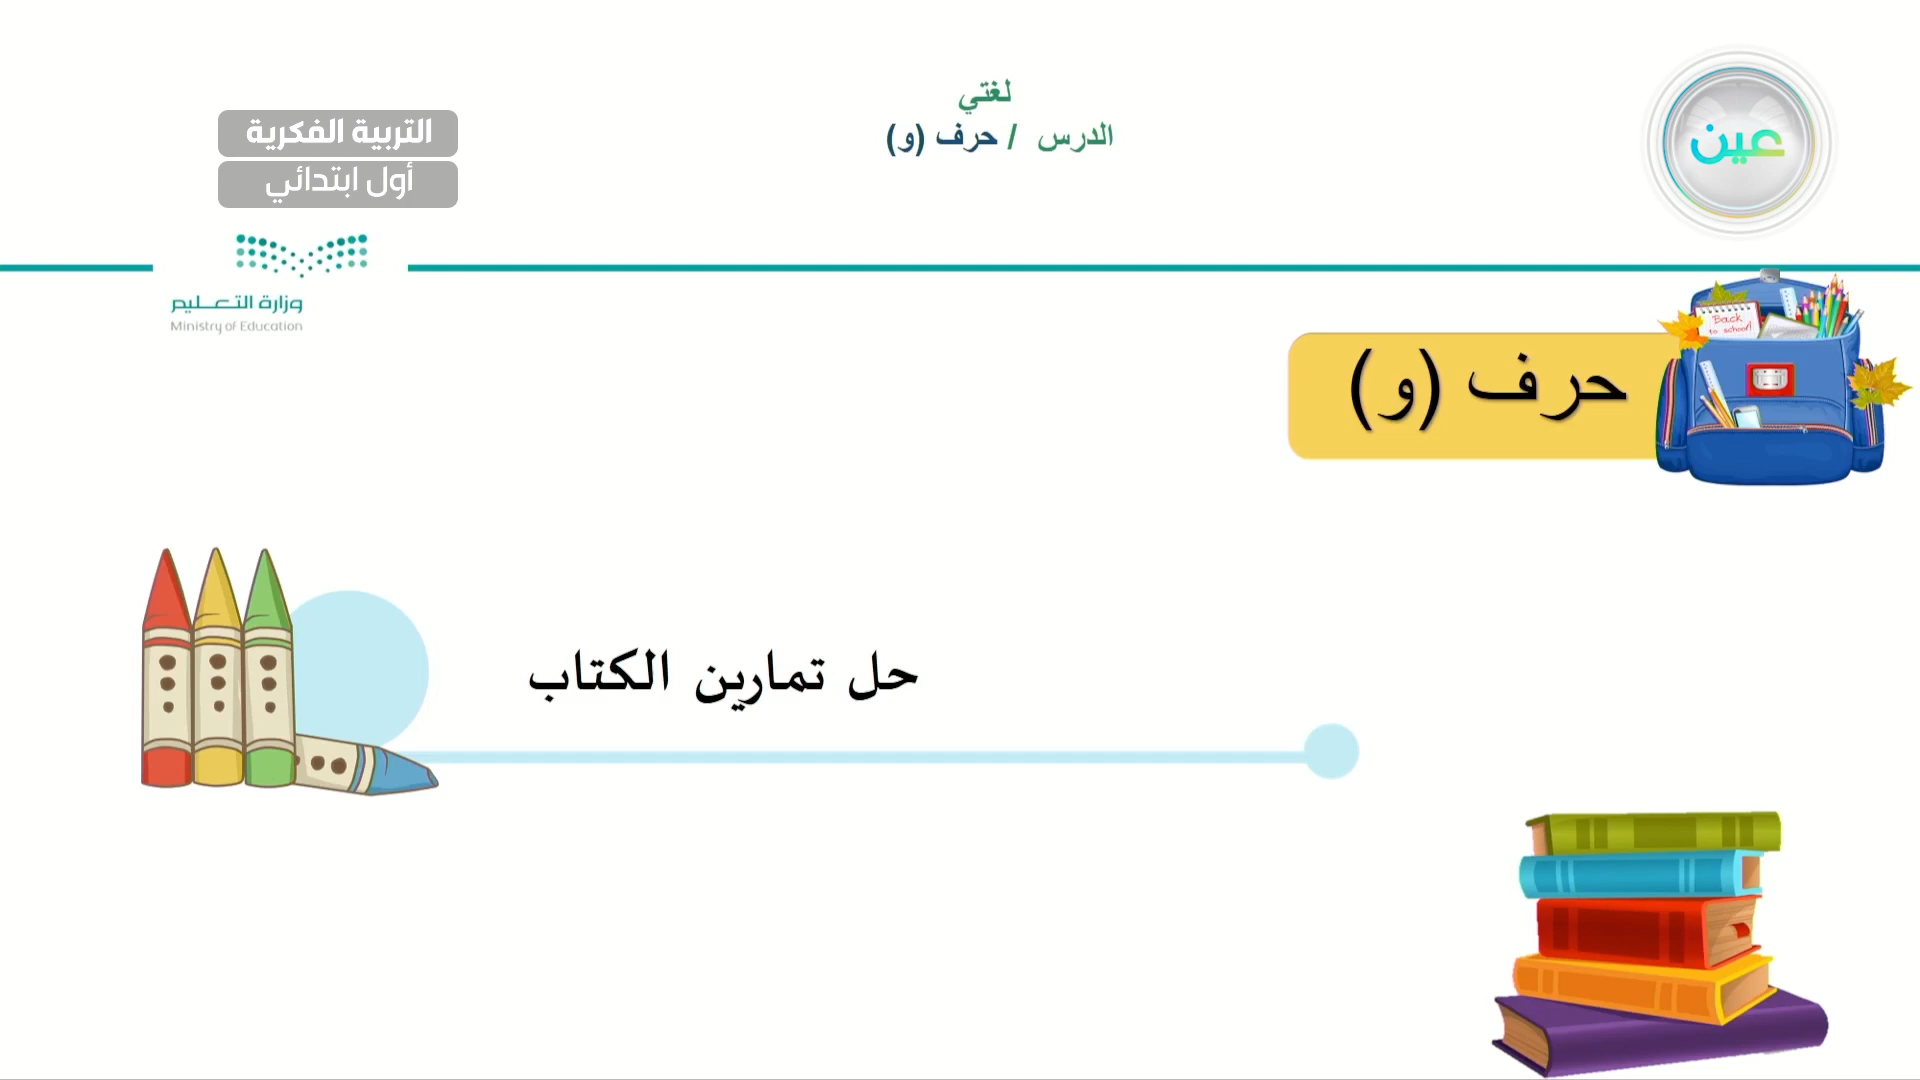 لغتي
الدرس / حرف (و)
عين
التربية الفكرية
أول ابتدائي
وزارة التعليم
Ministry of Education
حرف (و)
Back
to school!
حل تمارين الكتاب